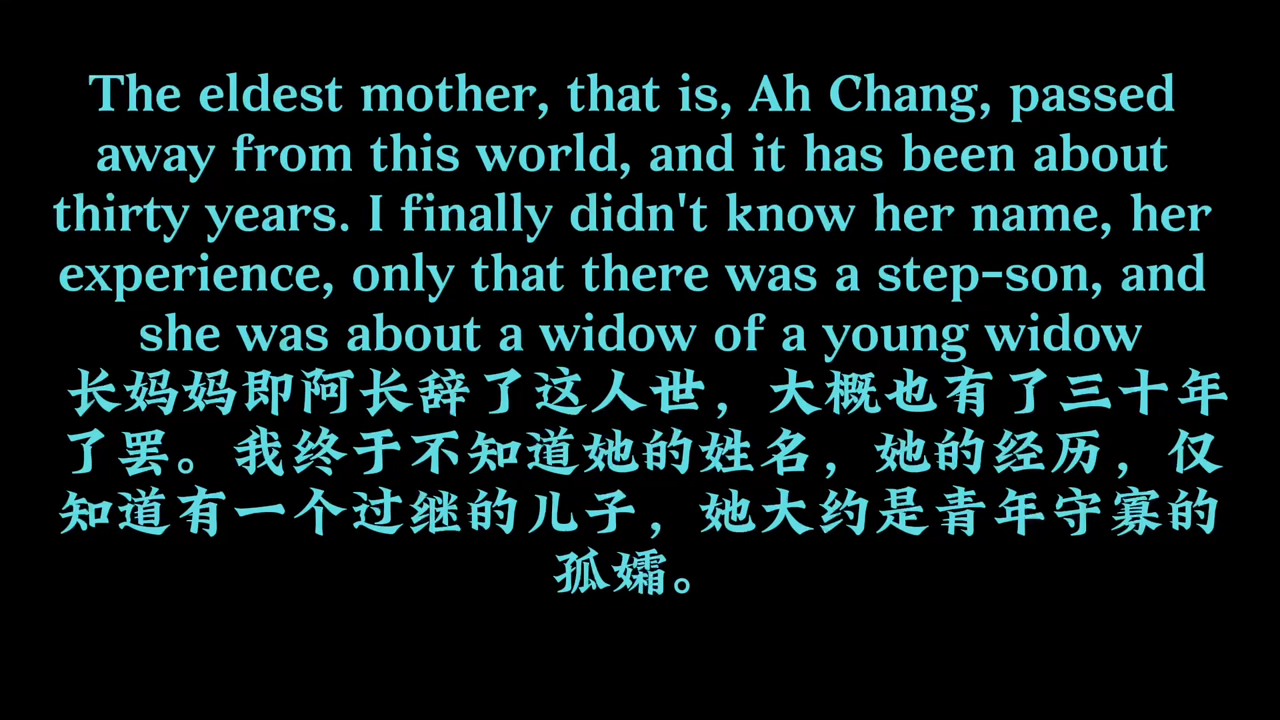 The eldest mother, that is, Ah Chang, passed
away from this world, and it has been about
thirty years. I finally didn't know her name, her
experience, only that there was a step-son, and
she was about a widow of a young widow
长妈妈即阿长辞了这人世，大概也有了三十年
了罢。我终于不知道她的姓名，她的经历，仅
知道有一个过继的儿子，她大约是青年守寡的
孤孀。